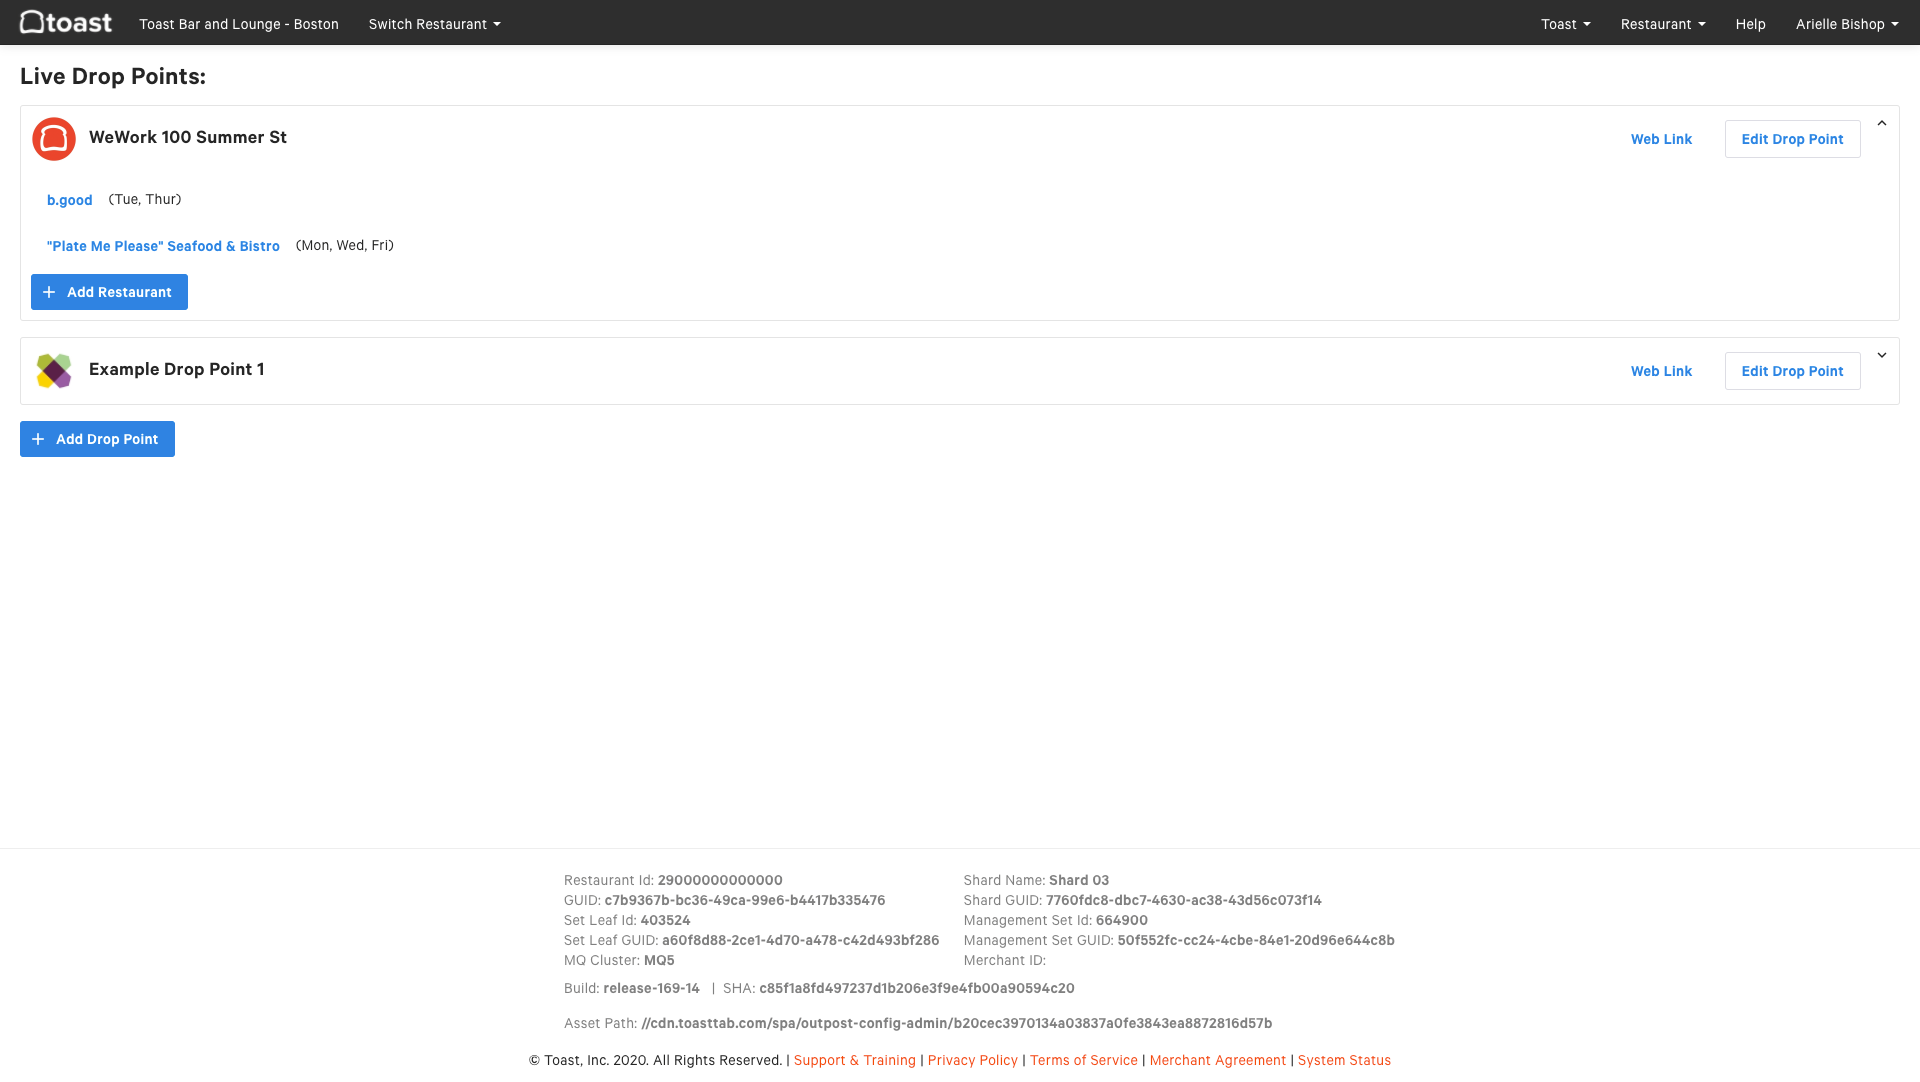 toast Toast Bar and Lounge - Boston Switch Restaurant Toast Restaurant Help Arielle Bishop
Live Drop Points:
WeWork 100 Summer St Web Link Edit Drop Point
b.good (Tue, Thur)
"Plate Me Please" Seafood & Bistro (Mon, Wed, Fri)
+ Add Restaurant
Example Drop Point 1 Web Link Edit Drop Point
+ Add Drop Point
Restaurant Id: 29000000000000 Shard Name: Shard 03
GUID: c7b9367b-bc36-49ca-99e6-b4417b335476 Shard GUID: 7760fdc8-dbc7-4630-ac38-43d56c073f14
Set Leaf Id: 403524 Management Set Id: 664900
Set Leaf GUID: a60f8d88-2ce1-4d70-a478-c42d493bf286 Management Set GUID: 50f552fc-cc24-4cbe-84e1-20d96e644c8b
MQ Cluster: MQ5 Merchant ID:
Build: release-169-14 | SHA: c85f1a8fd497237d1b206e3f9e4fb00a90594c20
Asset Path: //cdn.toasttab.com/spa/outpost-config-admin/b20cec3970134a03837a0fe3843ea8872816d57b
© Toast, Inc. 2020. All Rights Reserved. | Support & Training | Privacy Policy | Terms of Service | Merchant Agreement | System Status